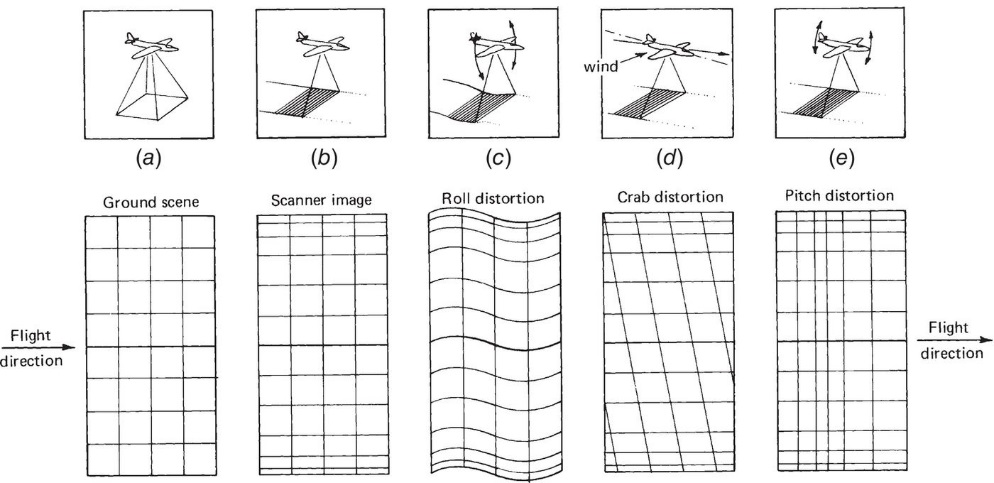 wind
(a)
(b)
(c)
(d)
(e)
Ground scene
Scanner image
Roll distortion
Crab distortion
Pitch distortion
Flight
direction
Flight
direction